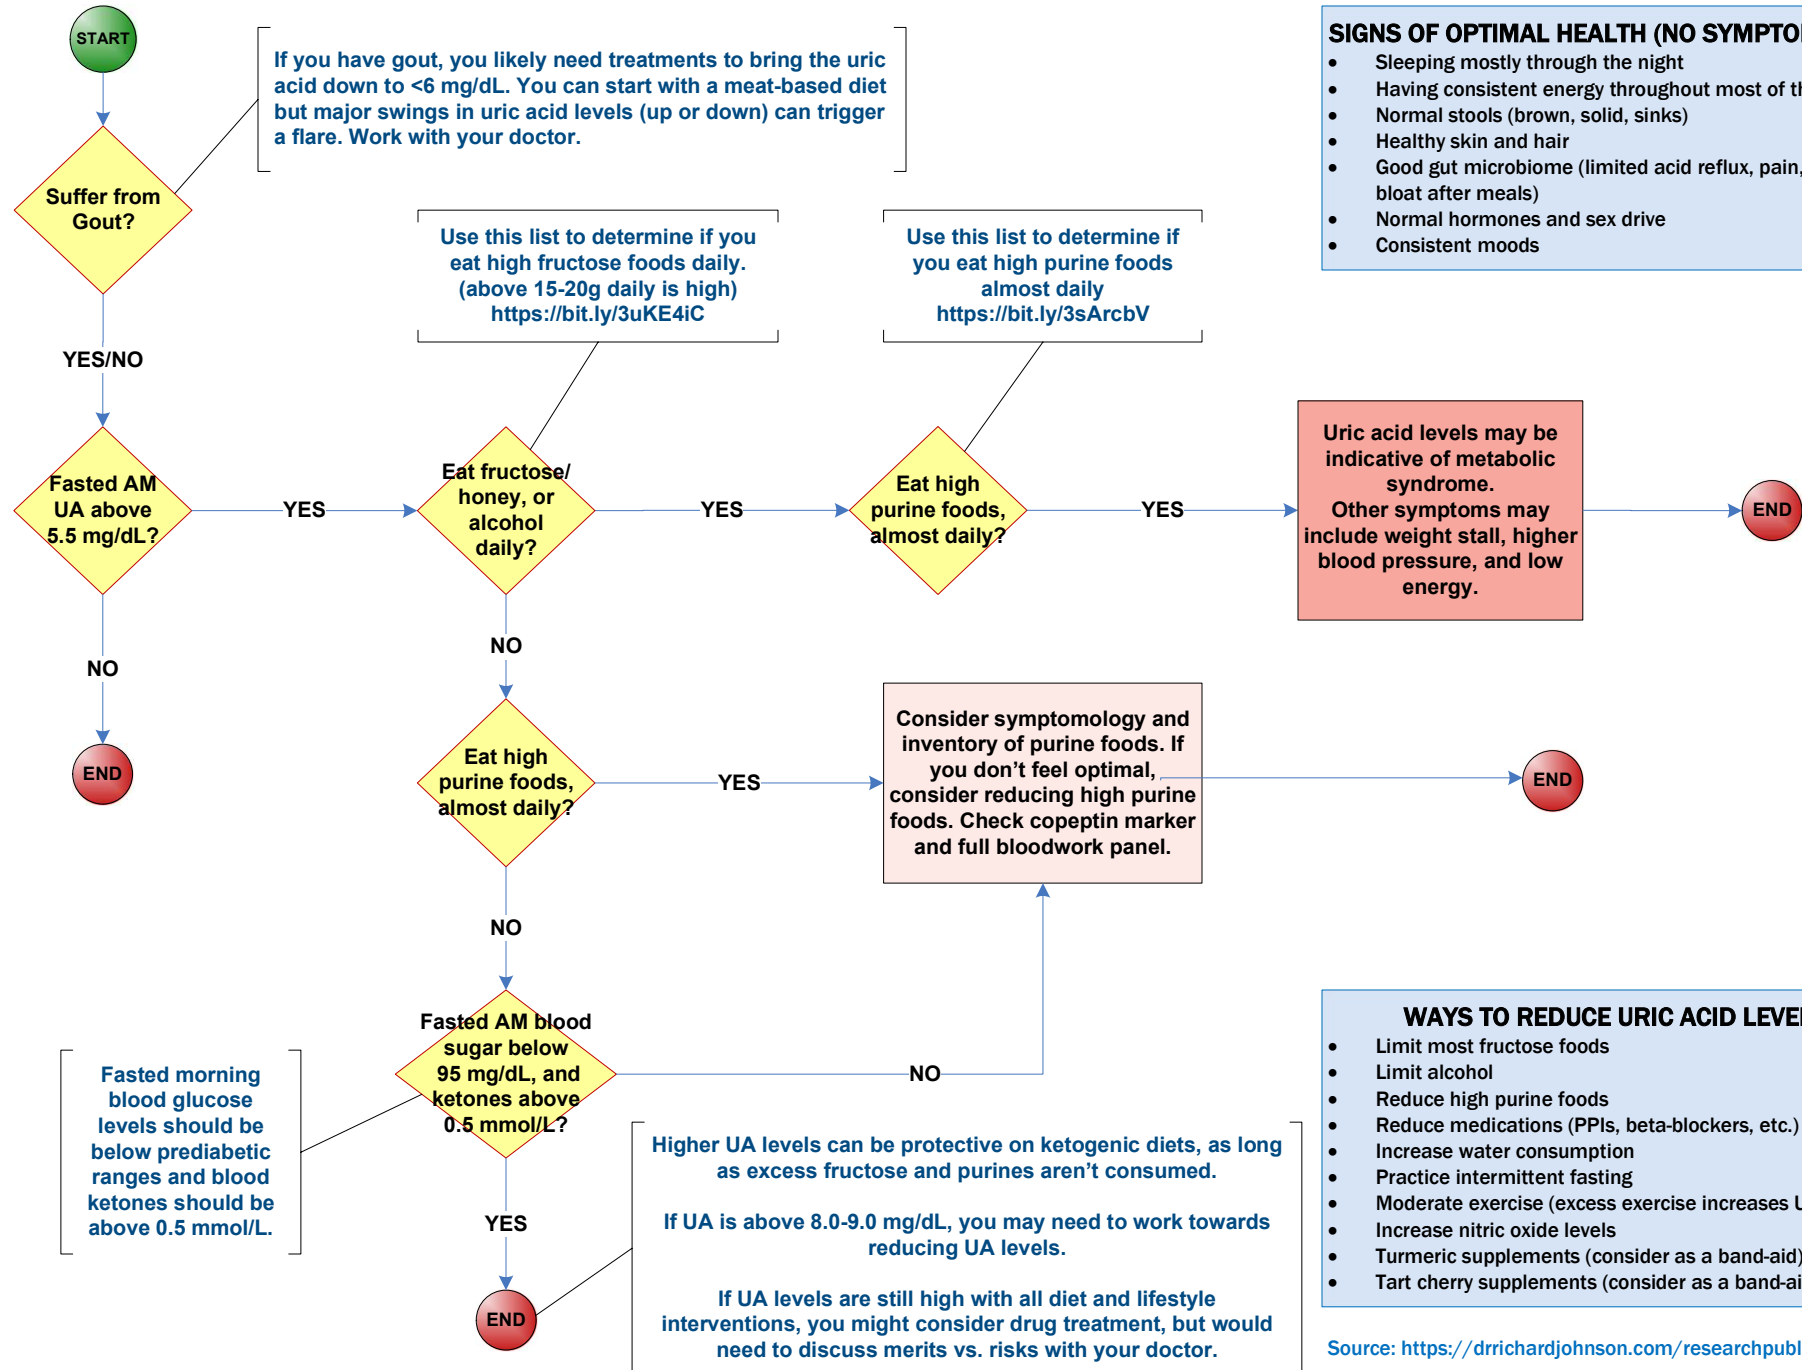 START
If you have gout, you likely need treatments to bring the uric
acid down to <6 mg/dL. You can start with a meat-based diet
but major swings in uric acid levels (up or down) can trigger
a flare. Work with your doctor.
SIGNS OF OPTIMAL HEALTH (NO SYMPTO
• Sleeping mostly through the night
• Having consistent energy throughout most of th
• Normal stools (brown, solid, sinks)
• Healthy skin and hair
• Good gut microbiome (limited acid reflux, pain,
bloat after meals)
• Normal hormones and sex drive
• Consistent moods
Suffer from
Gout?
Use this list to determine if you
eat high fructose foods daily.
(above 15-20g daily is high)
https://bit.ly/3uKE4iC
Use this list to determine if
you eat high purine foods
almost daily
https://bit.ly/3sArcbV
YES/NO
Fasted AM
UA above
5.5 mg/dL?
YES
Eat fructose/
honey, or
alcohol
daily?
YES
Eat high
purine foods,
almost daily?
YES
Uric acid levels may be
indicative of metabolic
syndrome.
Other symptoms may
include weight stall, higher
blood pressure, and low
energy.
END
NO
NO
END
Eat high
purine foods,
almost daily?
YES
Consider symptomology and
inventory of purine foods. If
you don't feel optimal,
consider reducing high purine
foods. Check copeptin marker
and full bloodwork panel.
END
NO
Fasted AM blood
sugar below
95 mg/dL, and
ketones above
0.5 mmol/L?
NO
Fasted morning
blood glucose
levels should be
below prediabetic
ranges and blood
ketones should be
above 0.5 mmol/L.
YES
END
Higher UA levels can be protective on ketogenic diets, as long
as excess fructose and purines aren't consumed.
If UA is above 8.0-9.0 mg/dL, you may need to work towards
reducing UA levels.
If UA levels are still high with all diet and lifestyle
interventions, you might consider drug treatment, but would
need to discuss merits vs. risks with your doctor.
WAYS TO REDUCE URIC ACID LEVE
• Limit most fructose foods
• Limit alcohol
• Reduce high purine foods
• Reduce medications (PPIs, beta-blockers, etc.)
• Increase water consumption
• Practice intermittent fasting
• Moderate exercise (excess exercise increases U
• Increase nitric oxide levels
• Turmeric supplements (consider as a band-aid)
• Tart cherry supplements (consider as a band-ai
Source: https://drrichardjohnson.com/researchpubl